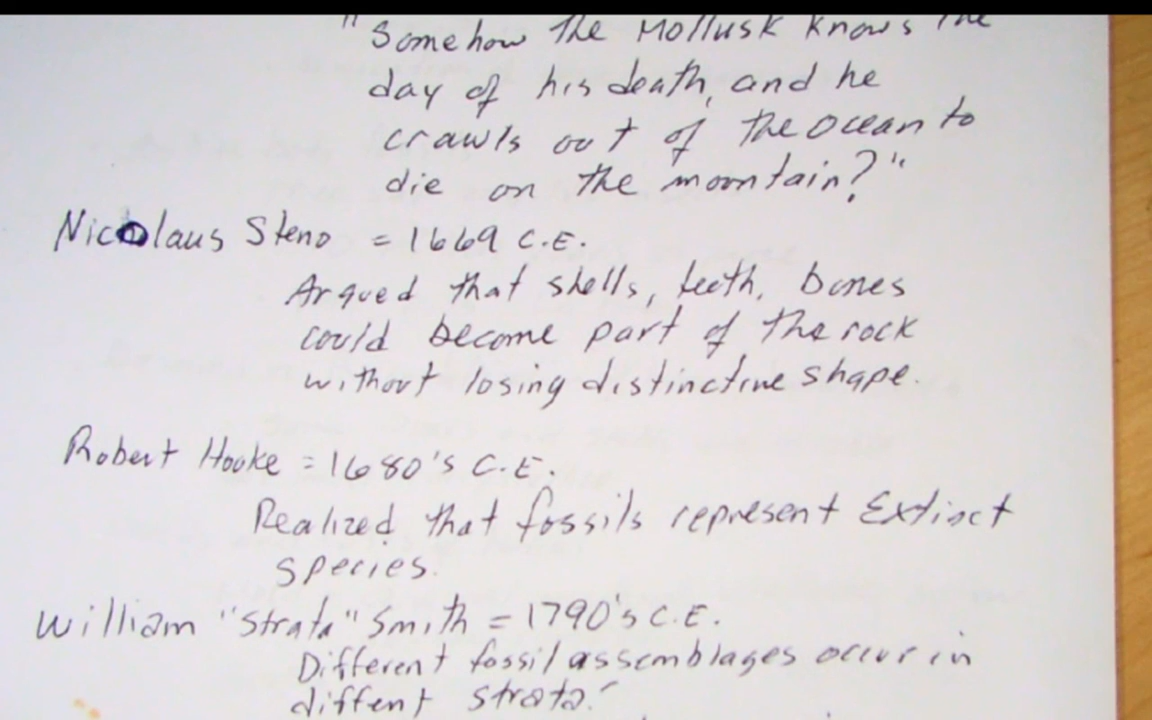 "Somehow the Mollusk knows the
day of his death, and he
crawls out of the Ocean to
die on the mountain?"
Nicolaus Steno = 1669 C.E.
Argued that shells, teeth, bones
could become part of the rock
without losing distinctive shape.
Robert Hooke = 1680's C.E.
Realized that fossils represent Extinct
species.
William "Strata" Smith = 1790's C.E.
Different fossil assemblages occur in
diffent strata.